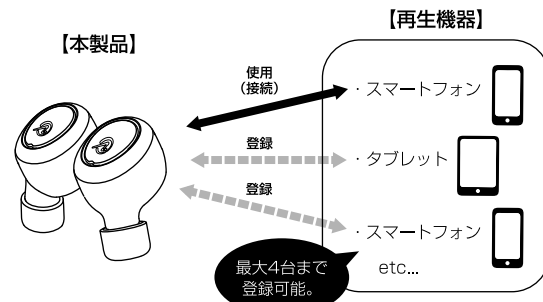 【再生機器】
【本製品】
使用
（接続）
・スマートフォン
登録
・タブレット
登録
・スマートフォン
etc...
最大4台まで
登録可能。